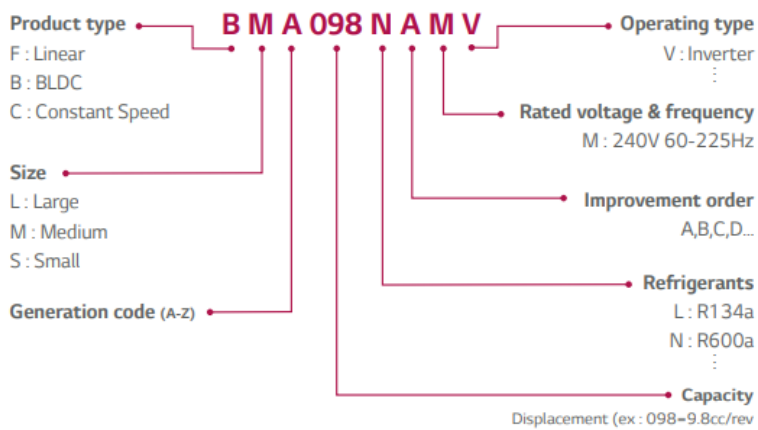 BMA098NAMV
Product type
F : Linear
B : BLDC
C : Constant Speed
Size
L : Large
M : Medium
S : Small
Generation code (A-Z)
Operating type
V : Inverter
⋮
Rated voltage & frequency
M : 240V 60-225Hz
Improvement order
A,B,C,D...
Refrigerants
L : R134a
N : R600a
⋮
Capacity
Displacement (ex : 098=9.8cc/rev